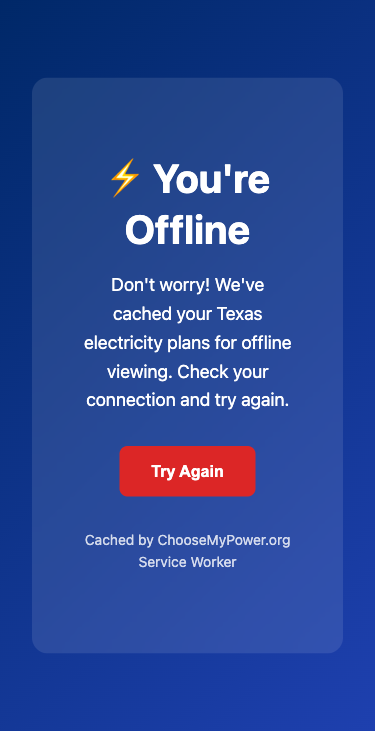 ⚡ You're
Offline
Don't worry! We've
cached your Texas
electricity plans for offline
viewing. Check your
connection and try again.
Try Again
Cached by ChooseMyPower.org
Service Worker